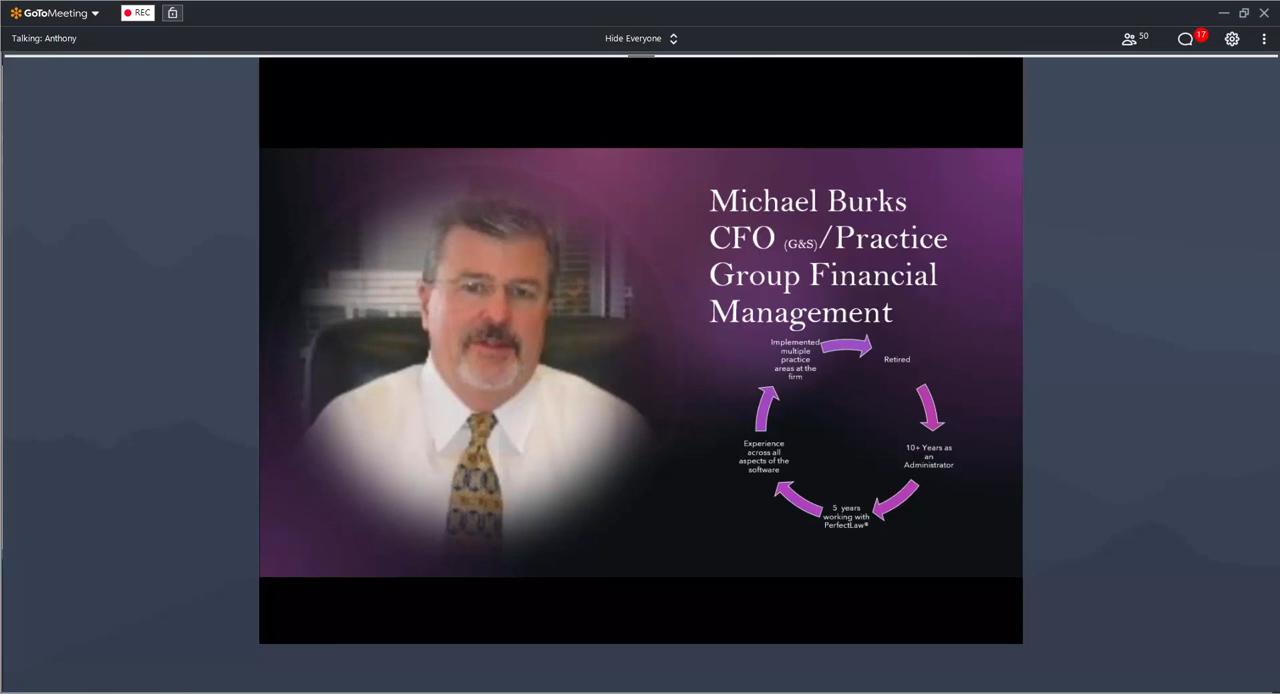 GoToMeeting
REC
Talking: Anthony
Hide Everyone
50
17
Michael Burks
CFO (G&S)/Practice
Group Financial
Management
Implemented
multiple
practice
areas at the
firm
Retired
10+ Years as
an
Administrator
5 years
working with
PerfectLaw®
Experience
across all
aspects of the
software